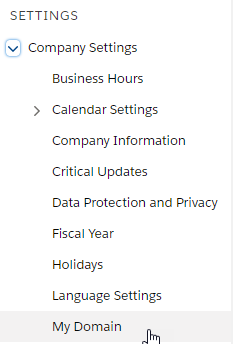 SETTINGS
Company Settings
Business Hours
Calendar Settings
Company Information
Critical Updates
Data Protection and Privacy
Fiscal Year
Holidays
Language Settings
My Domain